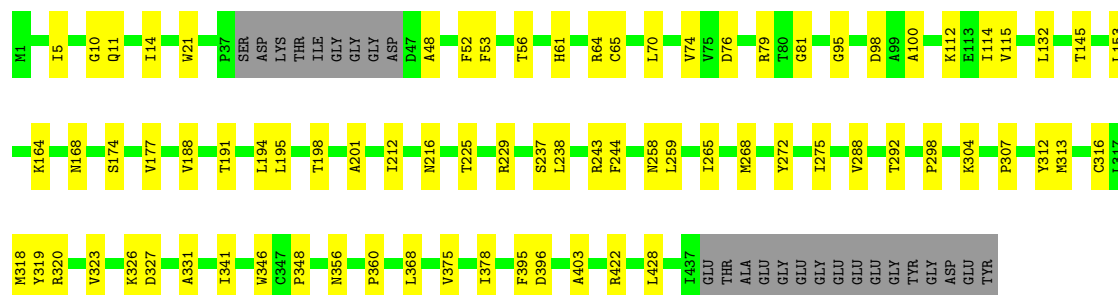 M1 I5 G10 Q11 I14 W21 P37 SER ASP LYS THR ILE GLY GLY GLY ASP D47 A48 F52 F53 T56 H61 R64 C65 L70 V74 V75 D76 R79 T80 G81 G95 D98 A99 A100 K112 E113 I114 V115 L132 T145 L153
K164 N168 S174 V177 V188 T191 L194 L195 T198 A201 I212 N216 T225 R229 S237 L238 R243 F244 N258 L259 I265 M268 Y272 I275 V288 T292 P298 K304 P307 Y312 M313 C316 L317
M318 Y319 R320 V323 K326 D327 A331 I341 W346 C347 P348 N356 P360 L368 V375 I378 F395 D396 A403 R422 L428 I437 GLU THR ALA GLU GLY GLU GLY GLU GLU GLU GLY TYR GLY ASP GLU TYR